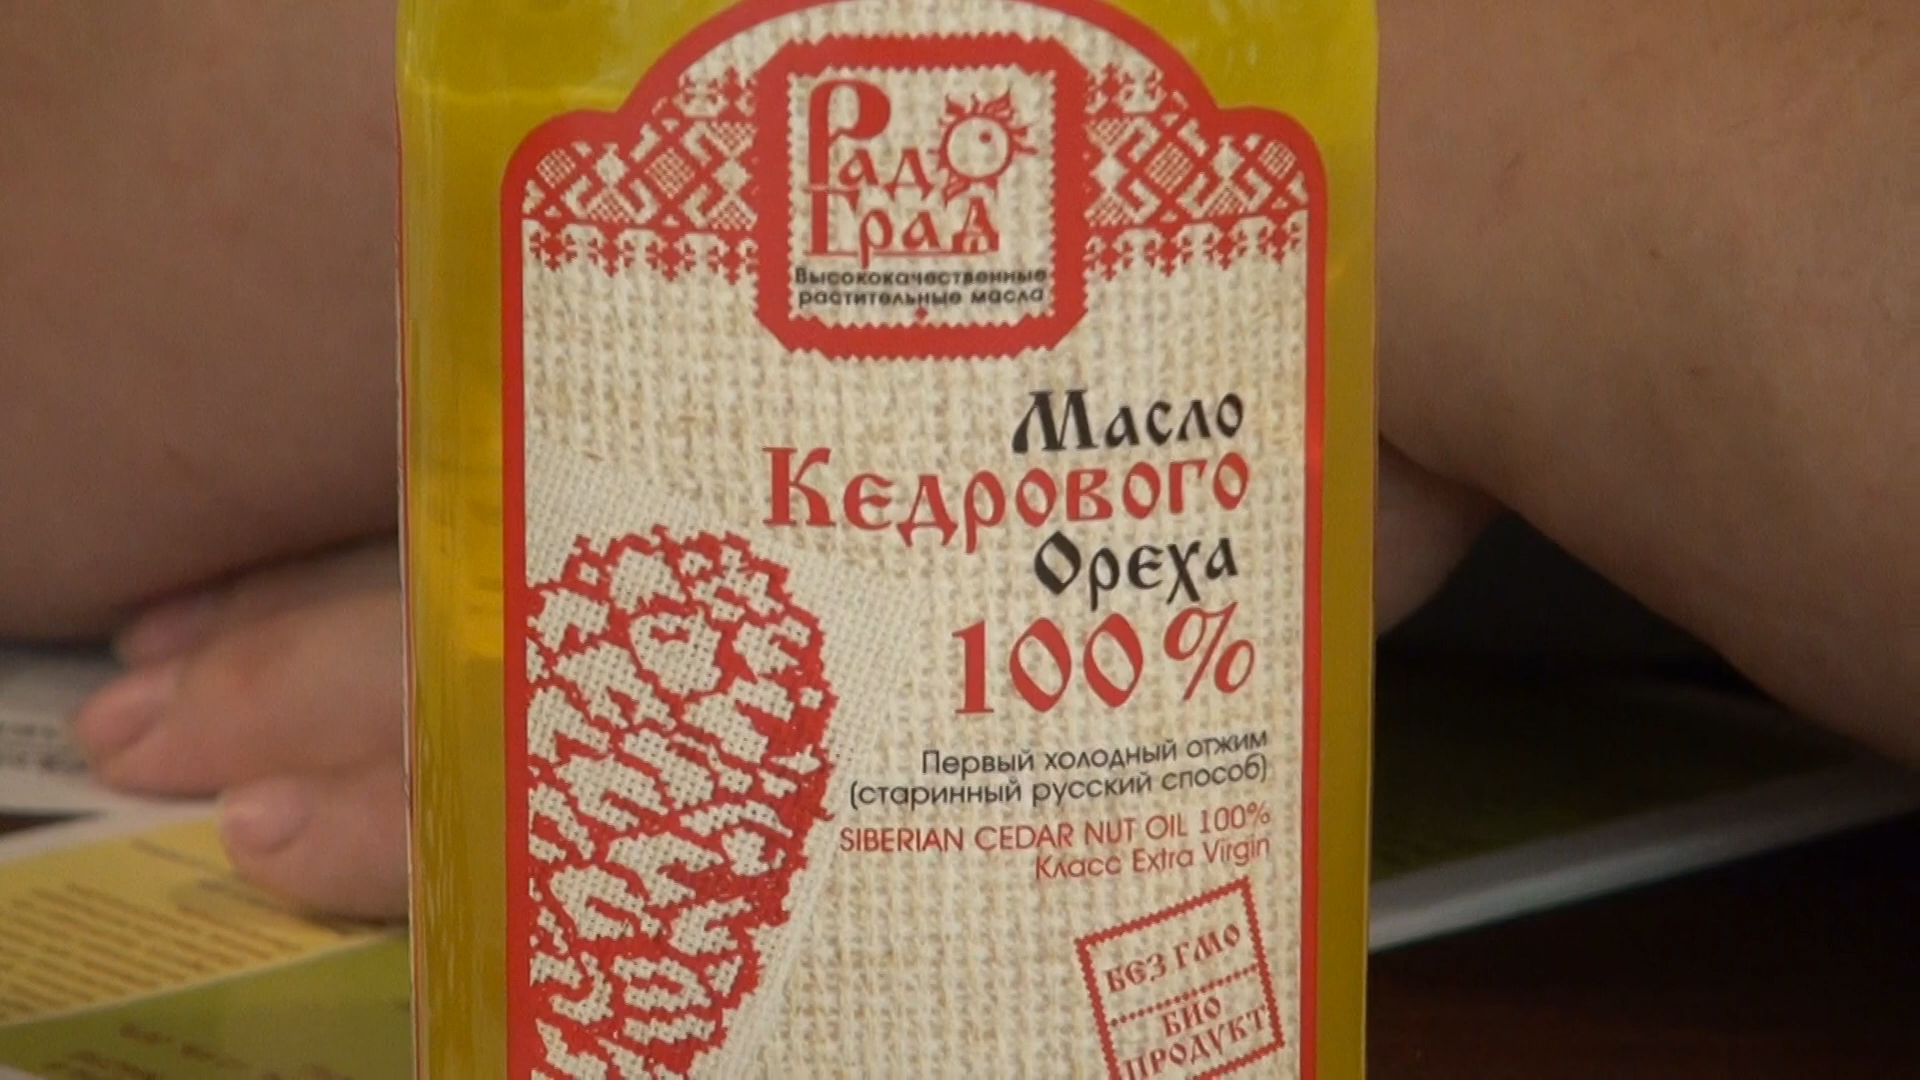 РадО
Град
Высококачественные
растительные масла
Масло
Кедрового
Ореха
100%
Первый холодный отжим
(старинный русский способ)
SIBERIAN CEDAR NUT OIL 100%
Класс Extra Virgin
БЕЗ ГМО
БИО
ПРОДУКТ